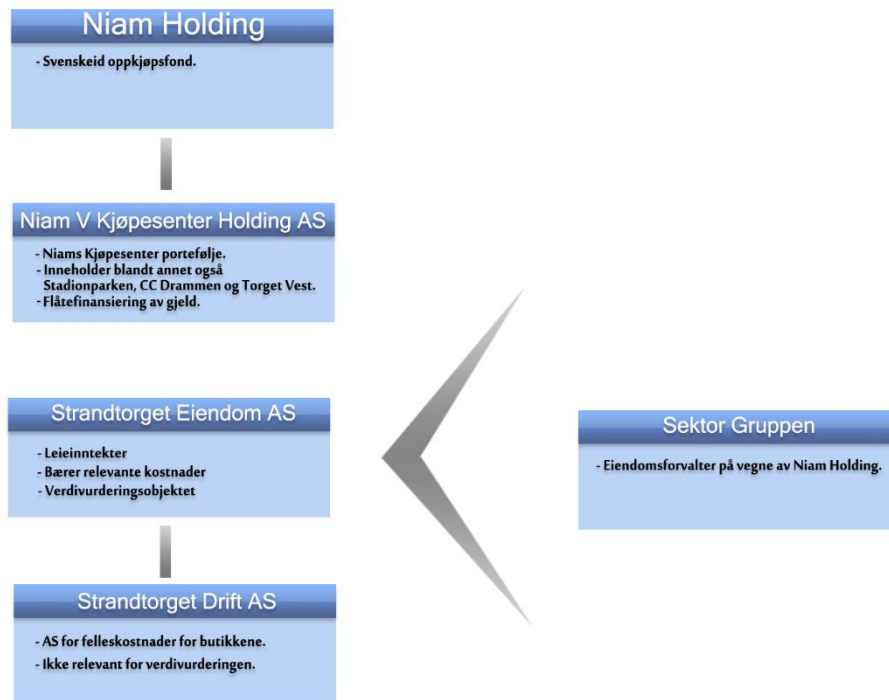 Niam Holding
- Svenskeid oppkjøpsfond.
Niam V Kjøpesenter Holding AS
- Niams Kjøpesenter portefølje.
- Inneholder blandt annet også
Stadionparken, CC Drammen og Torget Vest.
- Flåtefinansiering av gjeld.
Strandtorget Eiendom AS
- Leieinntekter
- Bærer relevante kostnader
- Verdivurderingsobjektet
Sektor Gruppen
- Eiendomsforvalter på vegne av Niam Holding.
Strandtorget Drift AS
- AS for felleskostnader for butikkene.
- Ikke relevant for verdivurderingen.